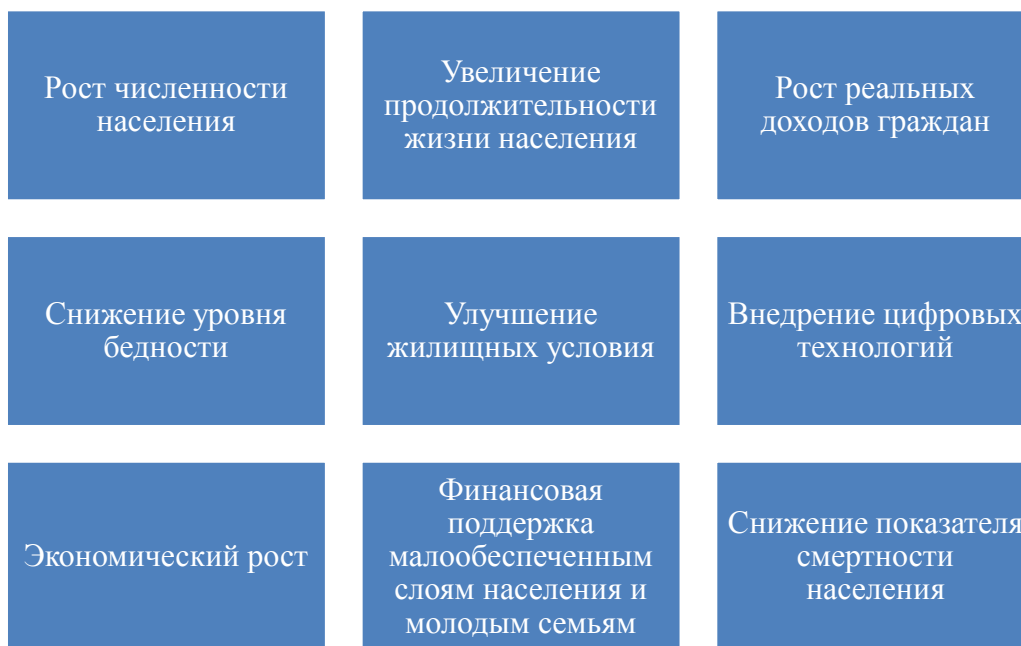 Рост численности
населения
Увеличение
продолжительности
жизни населения
Рост реальных
доходов граждан
Снижение уровня
бедности
Улучшение
жилищных условия
Внедрение цифровых
технологий
Экономический рост
Финансовая
поддержка
малообеспеченным
слоям населения и
молодым семьям
Снижение показателя
смертности
населения